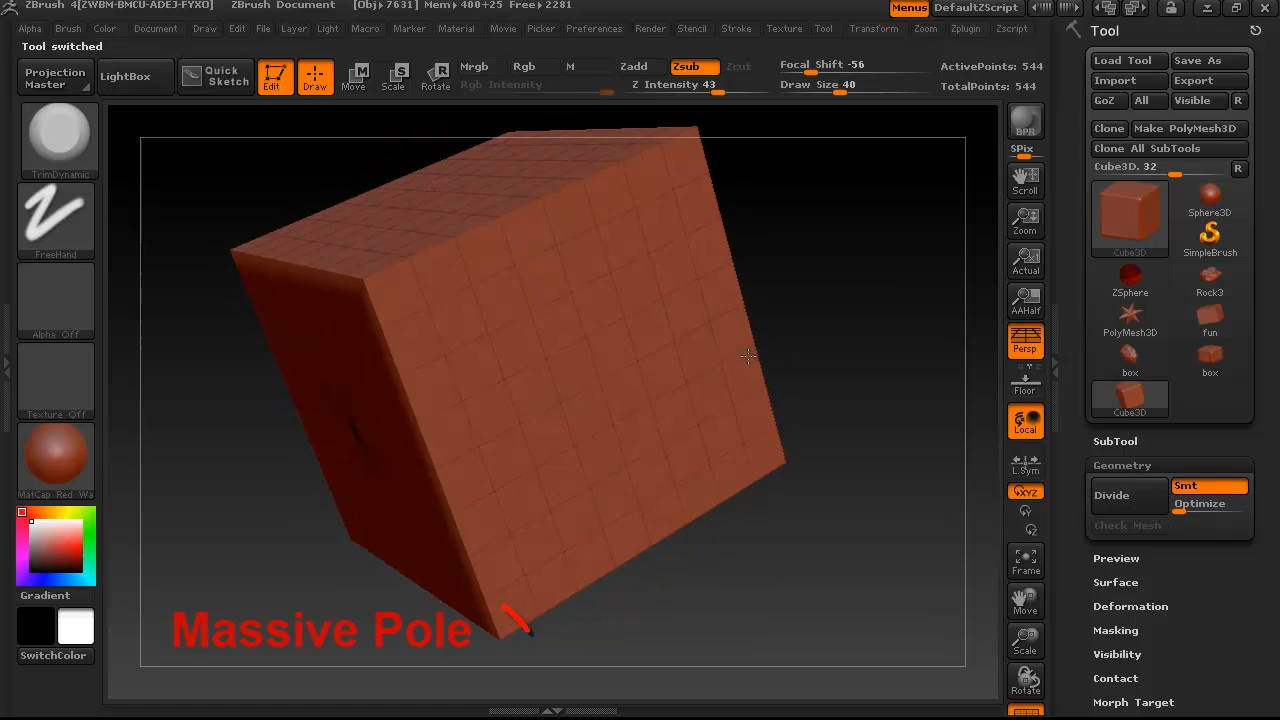 ZBrush 4[ZWBM-BMCU-ADEJ-FYXO] ZBrush Document [Obj▸7631] Mem▸400+25 Free▸2281 Menus DefaultZScript
Alpha Brush Color Document Draw Edit File Layer Light Macro Marker Material Movie Picker Preferences Render Stencil Stroke Texture Tool Transform Zoom Zplugin Zscript
Tool switched
Projection Master
LightBox
Quick Sketch
Edit
Draw
Move
Scale
Rotate
Mrgb Rgb M
Rgb Intensity
Zadd Zsub Zcut
Z Intensity 43
Focal Shift -56
Draw Size 40
ActivePoints: 544
TotalPoints: 544
TrimDynamic
FreeHand
Alpha Off
Texture Off
MatCap Red Wa
Gradient
SwitchColor
Massive Pole
BPR
SPix
Scroll
Zoom
Actual
AAHalf
Persp
Floor
Local
L.Sym
XYZ
Frame
Move
Scale
Rotate
Tool
Load Tool Save As
Import Export
GoZ All Visible R
Clone Make PolyMesh3D
Clone All SubTools
Cube3D. 32 R
Cube3D
Sphere3D
SimpleBrush
ZSphere Rock3
PolyMesh3D fun
box box
Cube3D
SubTool
Geometry
Divide
Smt
Optimize
Check Mesh
Preview
Surface
Deformation
Masking
Polygroups
Visibility
Contact
Morph Target